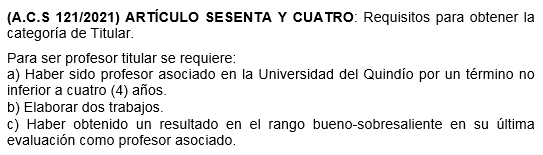 (A.C.S 121/2021) ARTÍCULO SESENTA Y CUATRO: Requisitos para obtener la
categoría de Titular.
Para ser profesor titular se requiere:
a) Haber sido profesor asociado en la Universidad del Quindío por un término no
inferior a cuatro (4) años.
b) Elaborar dos trabajos.
c) Haber obtenido un resultado en el rango bueno-sobresaliente en su última
evaluación como profesor asociado.